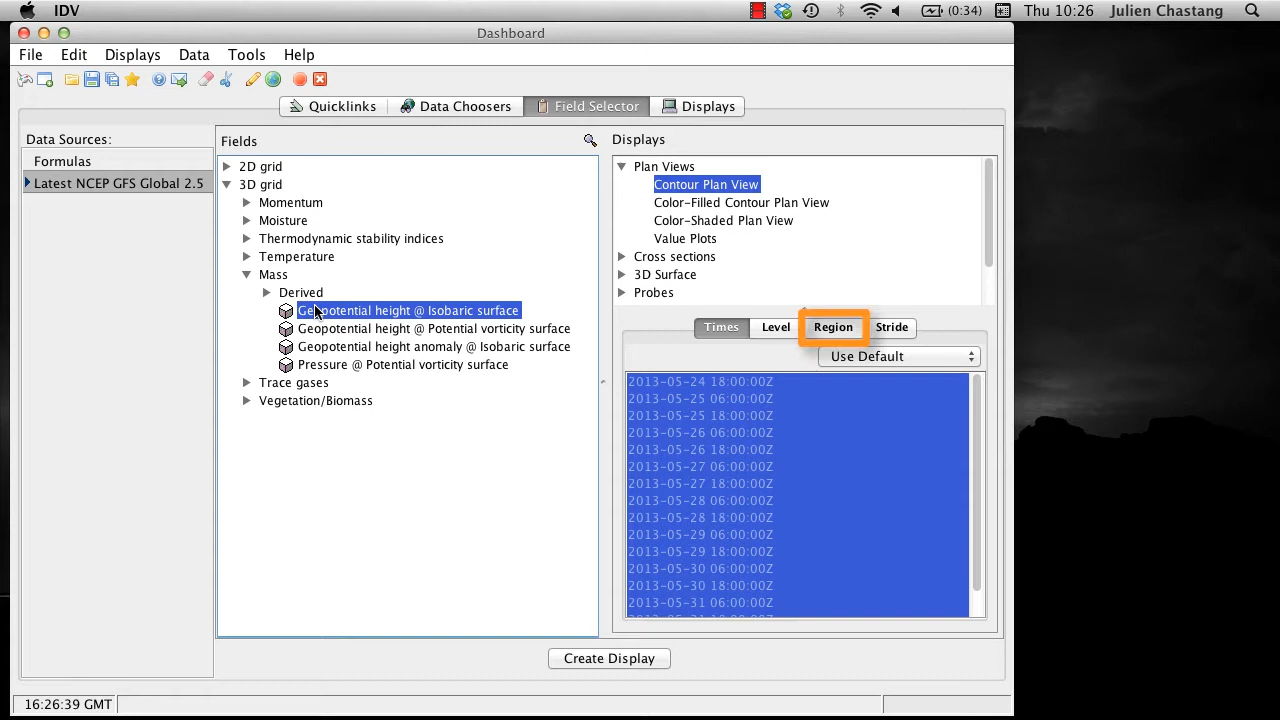 IDV
(0:34)
Thu 10:26
Julien Chastang
Dashboard
File
Edit
Displays
Data
Tools
Help
Quicklinks
Data Choosers
Field Selector
Displays
Data Sources:
Formulas
Latest NCEP GFS Global 2.5
Fields
2D grid
3D grid
Momentum
Moisture
Thermodynamic stability indices
Temperature
Mass
Derived
Geopotential height @ Isobaric surface
Geopotential height @ Potential vorticity surface
Geopotential height anomaly @ Isobaric surface
Pressure @ Potential vorticity surface
Trace gases
Vegetation/Biomass
Displays
Plan Views
Contour Plan View
Color-Filled Contour Plan View
Color-Shaded Plan View
Value Plots
Cross sections
3D Surface
Probes
Times
Level
Region
Stride
Use Default
2013-05-24 18:00:00Z
2013-05-25 06:00:00Z
2013-05-25 18:00:00Z
2013-05-26 06:00:00Z
2013-05-26 18:00:00Z
2013-05-27 06:00:00Z
2013-05-27 18:00:00Z
2013-05-28 06:00:00Z
2013-05-28 18:00:00Z
2013-05-29 06:00:00Z
2013-05-29 18:00:00Z
2013-05-30 06:00:00Z
2013-05-30 18:00:00Z
2013-05-31 06:00:00Z
Create Display
16:26:39 GMT